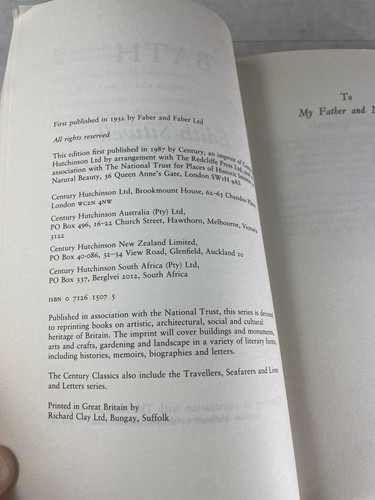 First published in 1932 by Faber and Faber Ltd
All rights reserved
This edition first published in 1987 by Century, an imprint of
Hutchinson Ltd by arrangement with The Redcliffe Press Ltd,
association with The National Trust for Places of Historic
Natural Beauty, 36 Queen Anne's Gate, London SW1H 9AS
Century Hutchinson Ltd, Brookmount House, 62–65 Chandos Place,
London WC2N 4NW
Century Hutchinson Australia (Pty) Ltd,
PO Box 496, 16–22 Church Street, Hawthorn, Melbourne, Victoria
3122
Century Hutchinson New Zealand Limited,
PO Box 40-086, 32–34 View Road, Glenfield, Auckland 10
Century Hutchinson South Africa (Pty) Ltd,
PO Box 337, Berglvei 2012, South Africa
ISBN 0 7126 1507 5
Published in association with the National Trust, this series is devoted
to reprinting books on artistic, architectural, social and cultural
heritage of Britain. The imprint will cover buildings and monuments,
arts and crafts, gardening and landscape in a variety of literary forms,
including histories, memoirs, biographies and letters.
The Century Classics also include the Travellers, Seafarers and Lives
and Letters series.
Printed in Great Britain by
Richard Clay Ltd, Bungay, Suffolk
To
My Father and
BATH